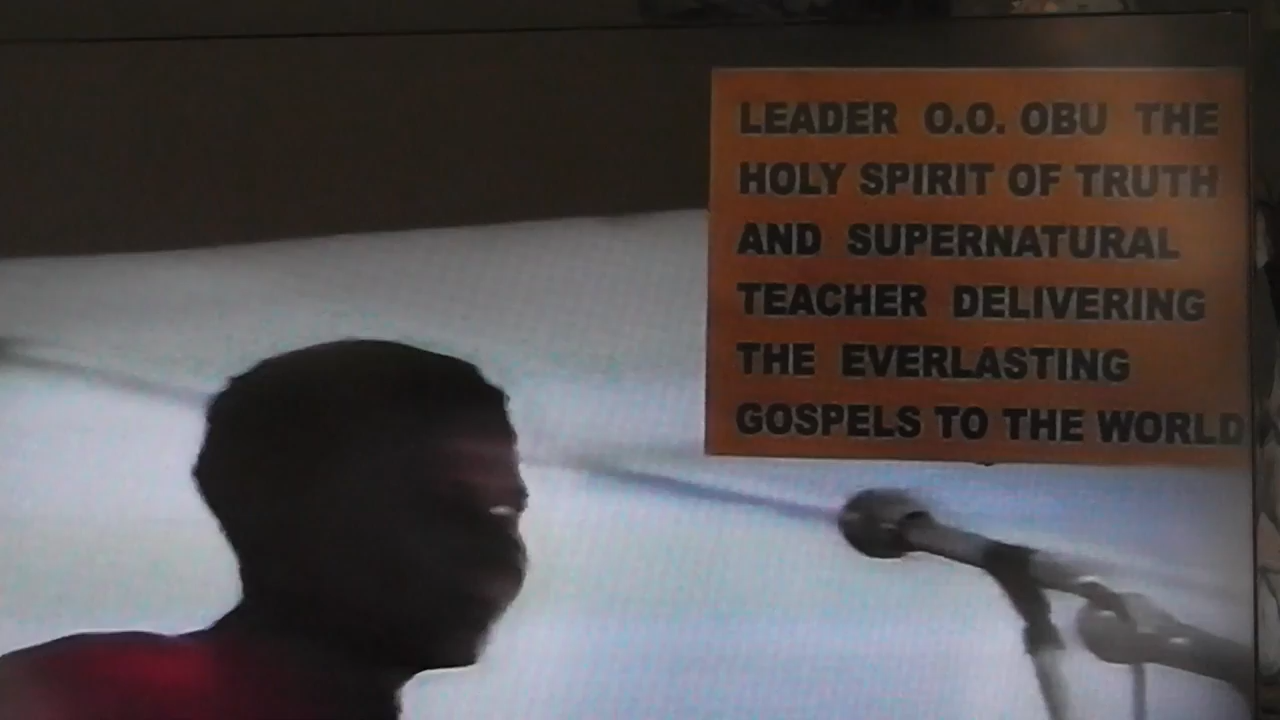 LEADER O.O. OBU THE
HOLY SPIRIT OF TRUTH
AND SUPERNATURAL
TEACHER DELIVERING
THE EVERLASTING
GOSPELS TO THE WORLD